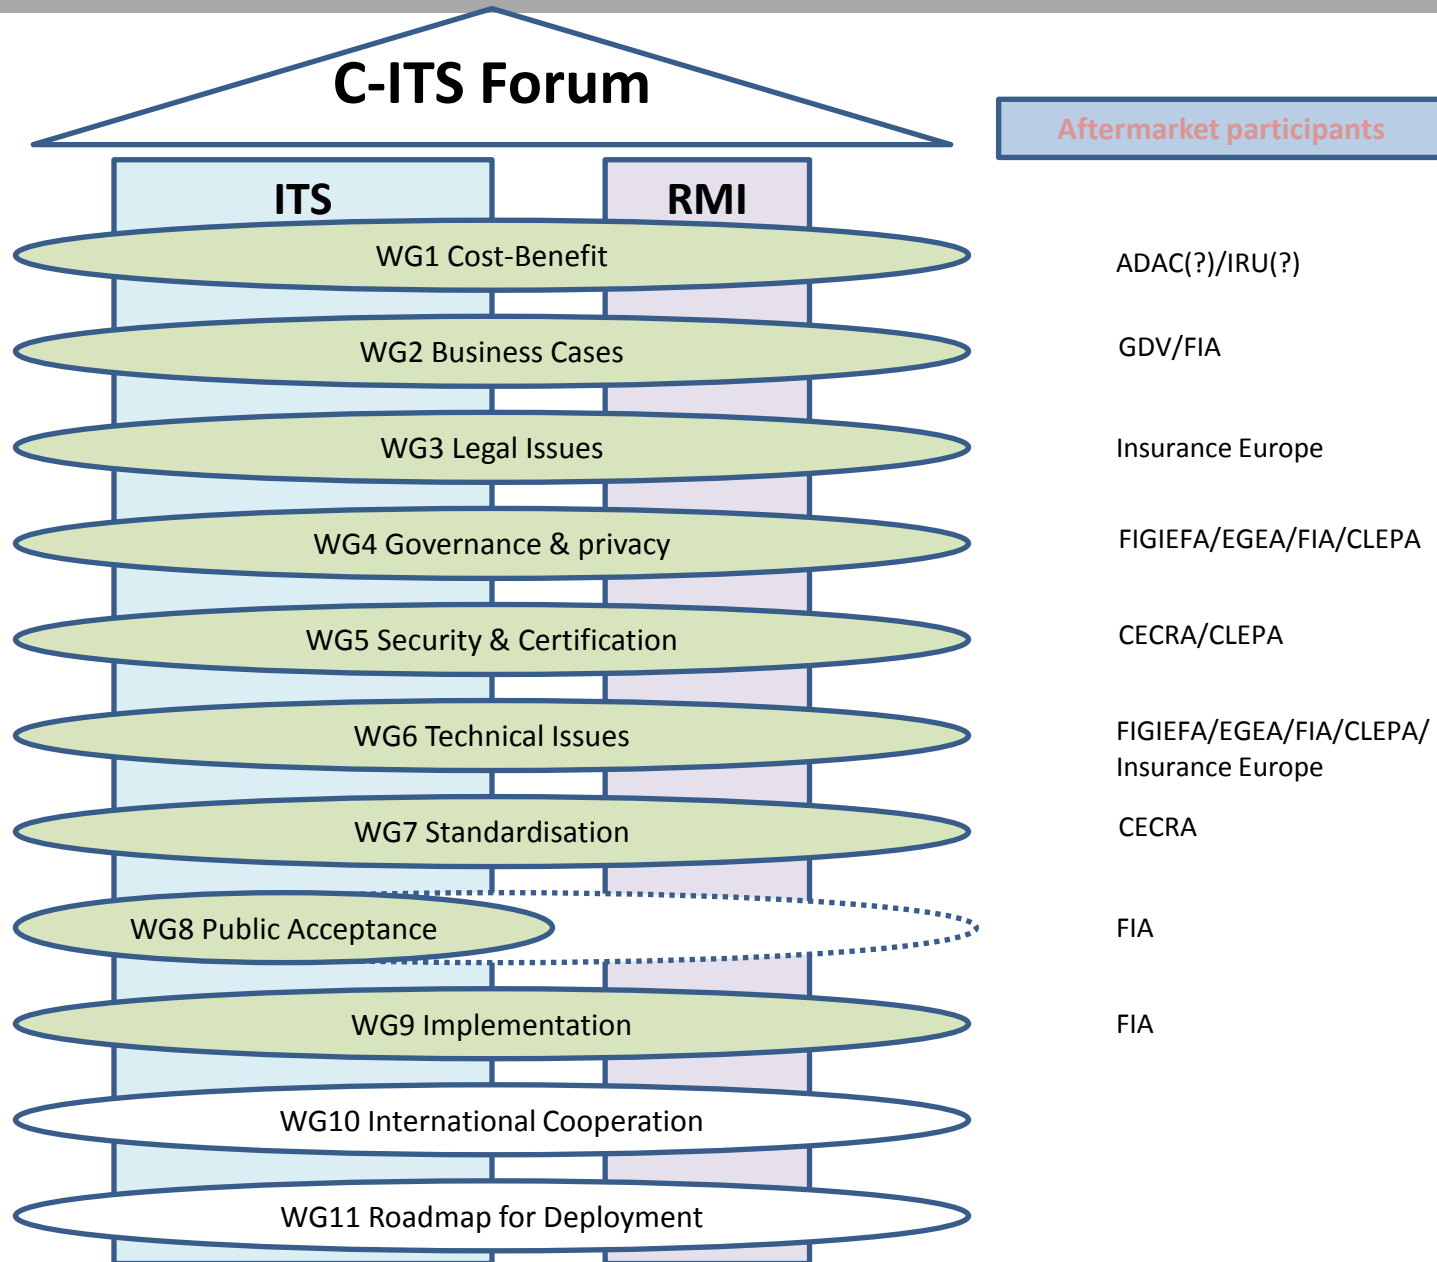 C-ITS Forum
Aftermarket participants
ITS
RMI
WG1 Cost-Benefit
ADAC(?)/IRU(?)
WG2 Business Cases
GDV/FIA
WG3 Legal Issues
Insurance Europe
WG4 Governance & privacy
FIGIEFA/EGEA/FIA/CLEPA
WG5 Security & Certification
CECRA/CLEPA
WG6 Technical Issues
FIGIEFA/EGEA/FIA/CLEPA/
Insurance Europe
WG7 Standardisation
CECRA
WG8 Public Acceptance
FIA
WG9 Implementation
FIA
WG10 International Cooperation
WG11 Roadmap for Deployment